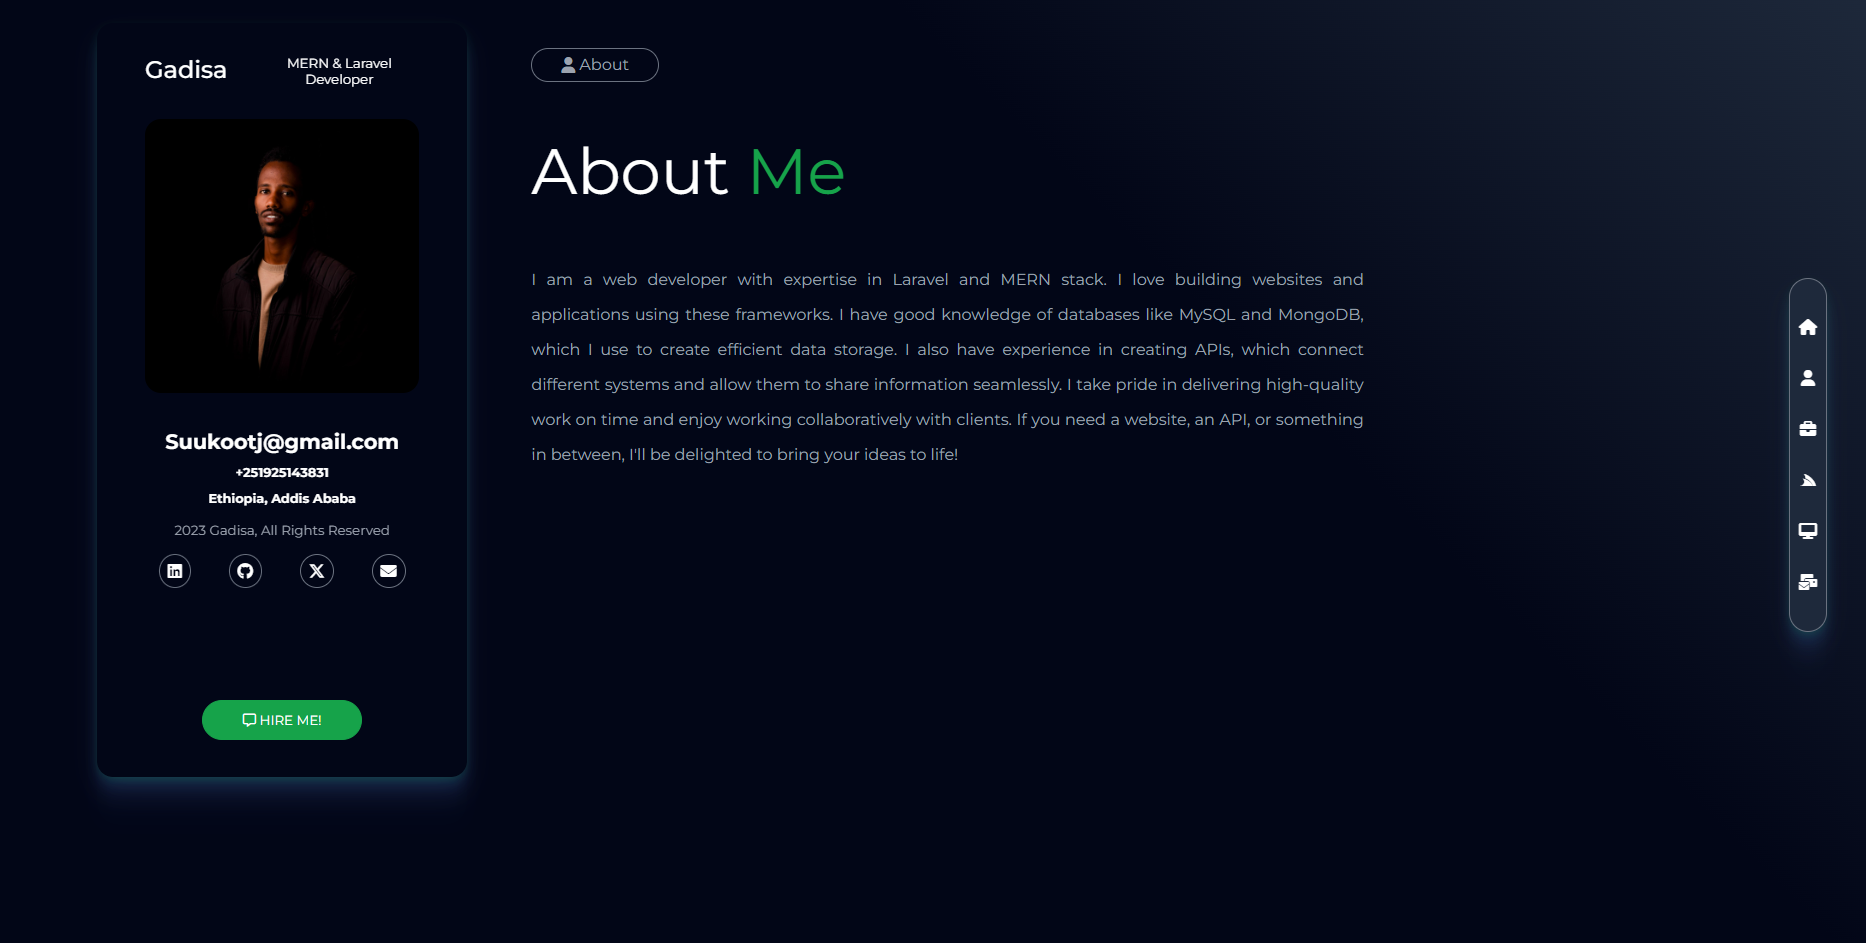 Gadisa
MERN & Laravel
Developer
Suukootj@gmail.com
+251925143831
Ethiopia, Addis Ababa
2023 Gadisa, All Rights Reserved
HIRE ME!
About
About Me
I am a web developer with expertise in Laravel and MERN stack. I love building websites and
applications using these frameworks. I have good knowledge of databases like MySQL and MongoDB,
which I use to create efficient data storage. I also have experience in creating APIs, which connect
different systems and allow them to share information seamlessly. I take pride in delivering high-quality
work on time and enjoy working collaboratively with clients. If you need a website, an API, or something
in between, I'll be delighted to bring your ideas to life!